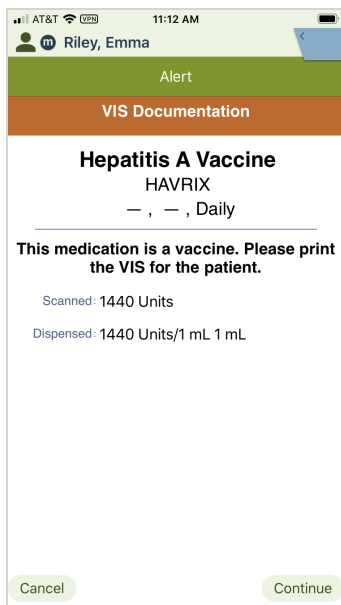 AT&T VPN 11:12 AM
m Riley, Emma
Alert
VIS Documentation
Hepatitis A Vaccine
HAVRIX
— , — , Daily
This medication is a vaccine. Please print
the VIS for the patient.
Scanned: 1440 Units
Dispensed: 1440 Units/1 mL 1 mL
Cancel Continue